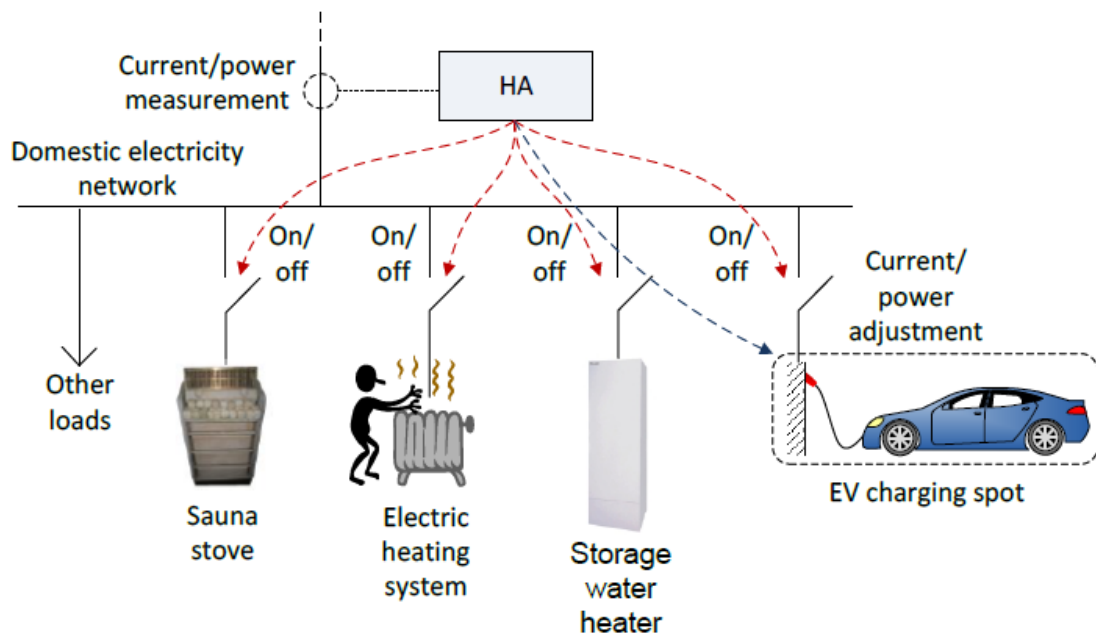 Current/power
measurement
HA
Domestic electricity
network
On/
off
On/
off
On/
off
On/
off
Current/
power
adjustment
Other
loads
Sauna
stove
Electric
heating
system
Storage
water
heater
EV charging spot